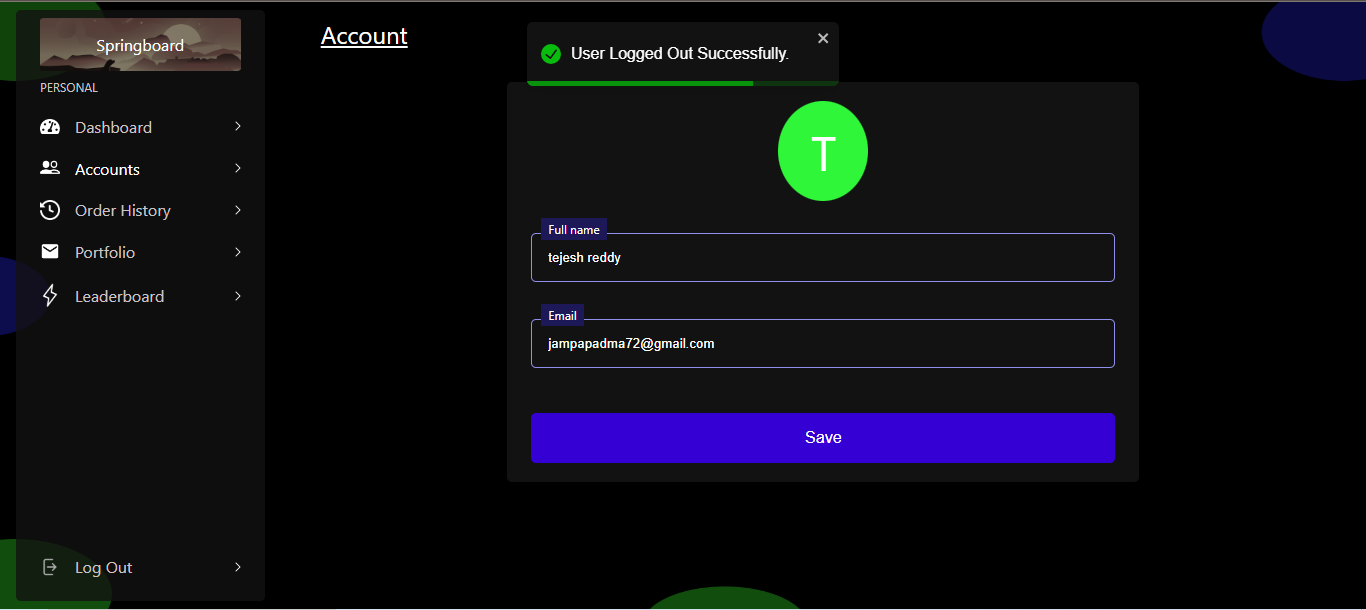 Springboard
PERSONAL
Dashboard
Accounts
Order History
Portfolio
Leaderboard
Log Out
Account
User Logged Out Successfully.
T
Full name
tejesh reddy
Email
jampapadma72@gmail.com
Save